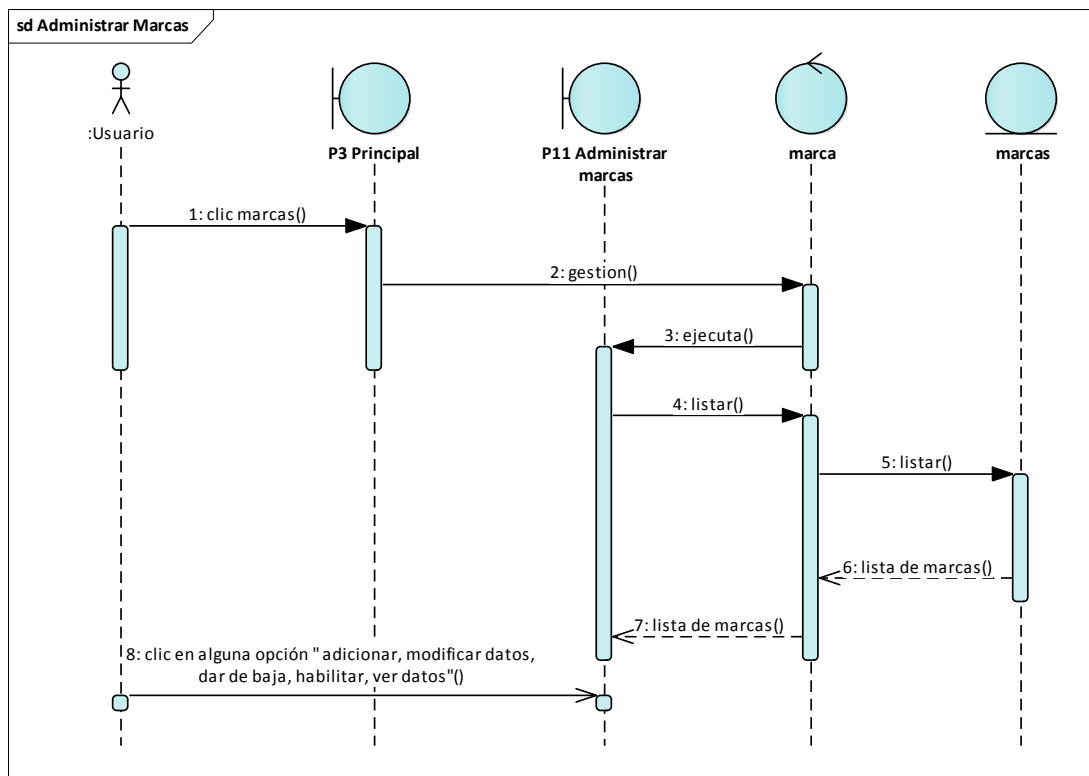 sd Administrar Marcas
:Usuario
P3 Principal
P11 Administrar
marcas
marca
marcas
1: clic marcas()
2: gestion()
3: ejecuta()
4: listar()
5: listar()
6: lista de marcas()
7: lista de marcas()
8: clic en alguna opción " adicionar, modificar datos,
dar de baja, habilitar, ver datos"()